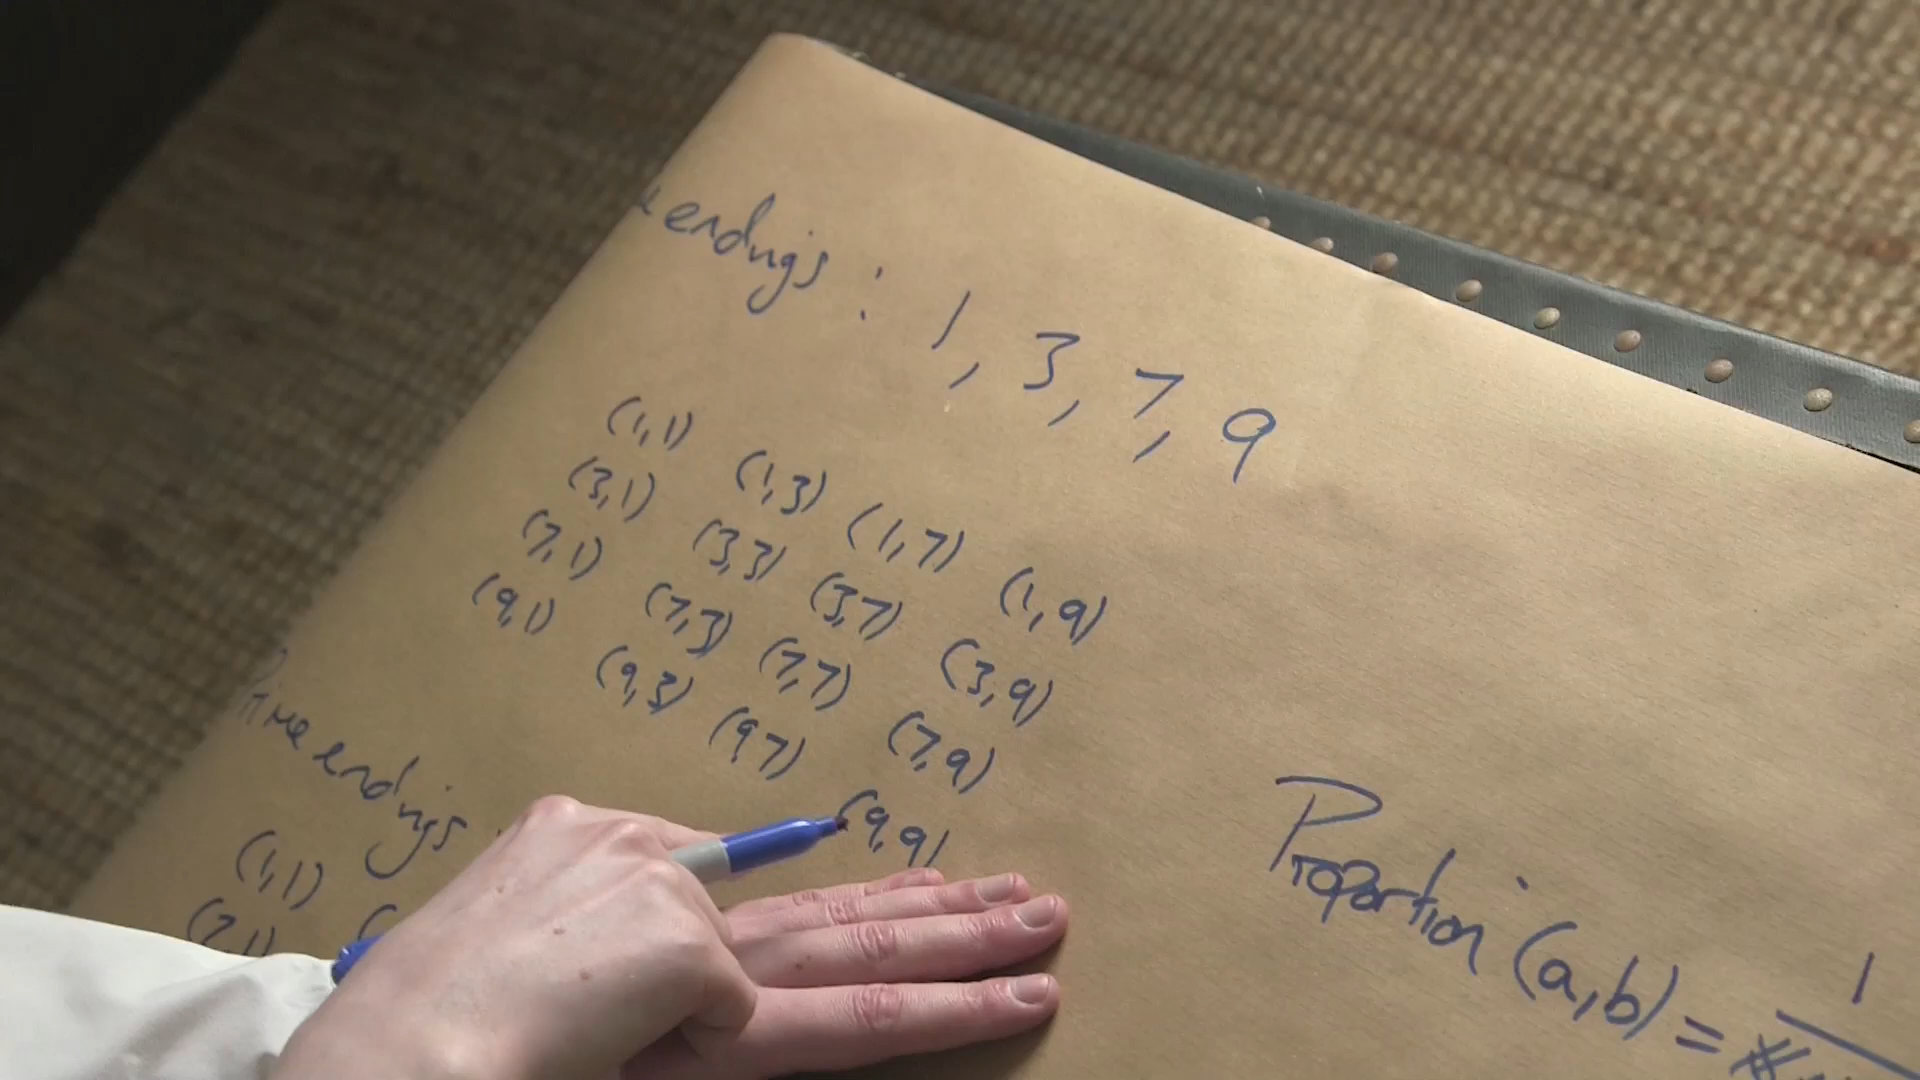 endings : 1, 3, 7, 9
(1,1) (1,3) (1,7) (1,9)
(3,1) (3,3) (3,7) (3,9)
(7,1) (7,3) (7,7) (7,9)
(9,1) (9,3) (9,7) (9,9)
Prime endings
(1,1)
Proportion (a,b) = 1